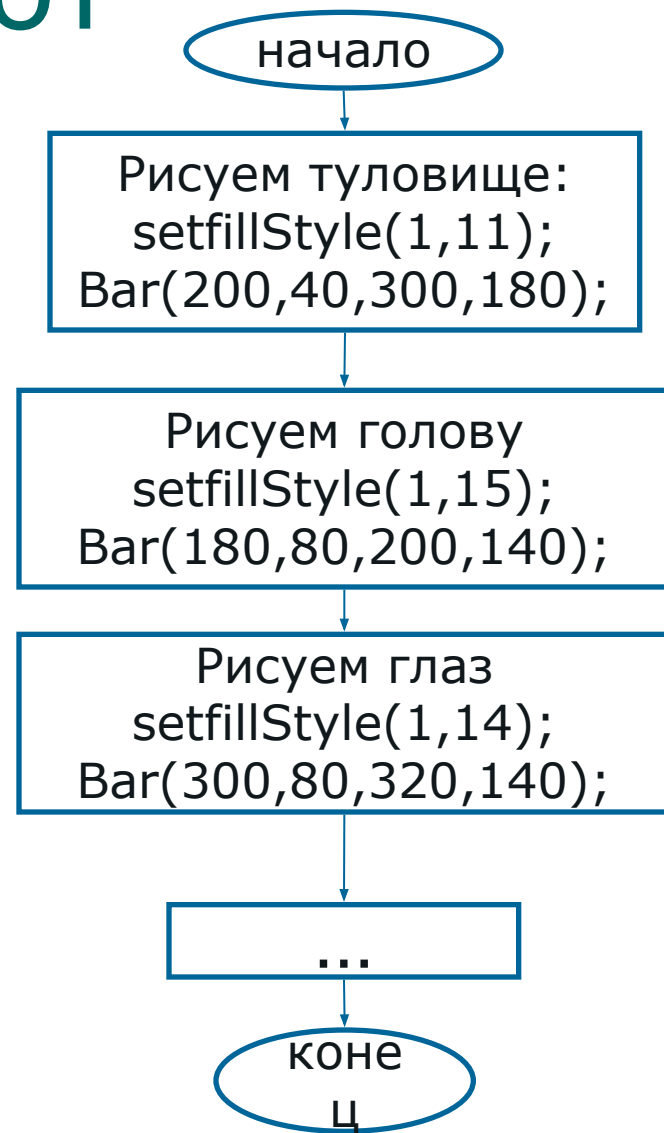 начало
Рисуем туловище:
setfillStyle(1,11);
Bar(200,40,300,180);
Рисуем голову
setfillStyle(1,15);
Bar(180,80,200,140);
Рисуем глаз
setfillStyle(1,14);
Bar(300,80,320,140);
...
коне
ц